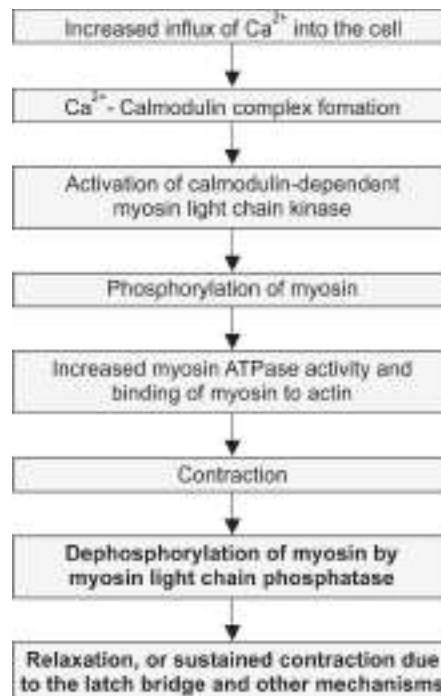 Increased influx of Ca²⁺ into the cell
Ca²⁺- Calmodulin complex fomation
Activation of calmodulin-dependent
myosin light chain kinase
Phosphorylation of myosin
Increased myosin ATPase activity and
binding of myosin to actin
Contraction
Dephosphorylation of myosin by
myosin light chain phosphatase
Relaxation, or sustained contraction due
to the latch bridge and other mechanisms